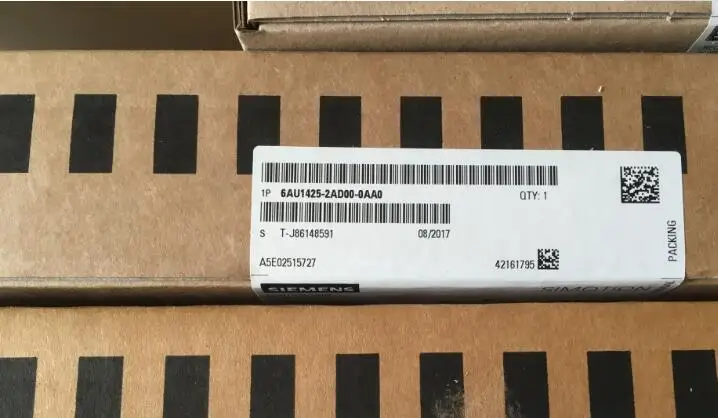 1P 6AU1425-2AD00-0AA0 QTY: 1
S T-J86148591 08/2017
A5E02515727 42161795
PACKING
SIEMENS SIMOTION